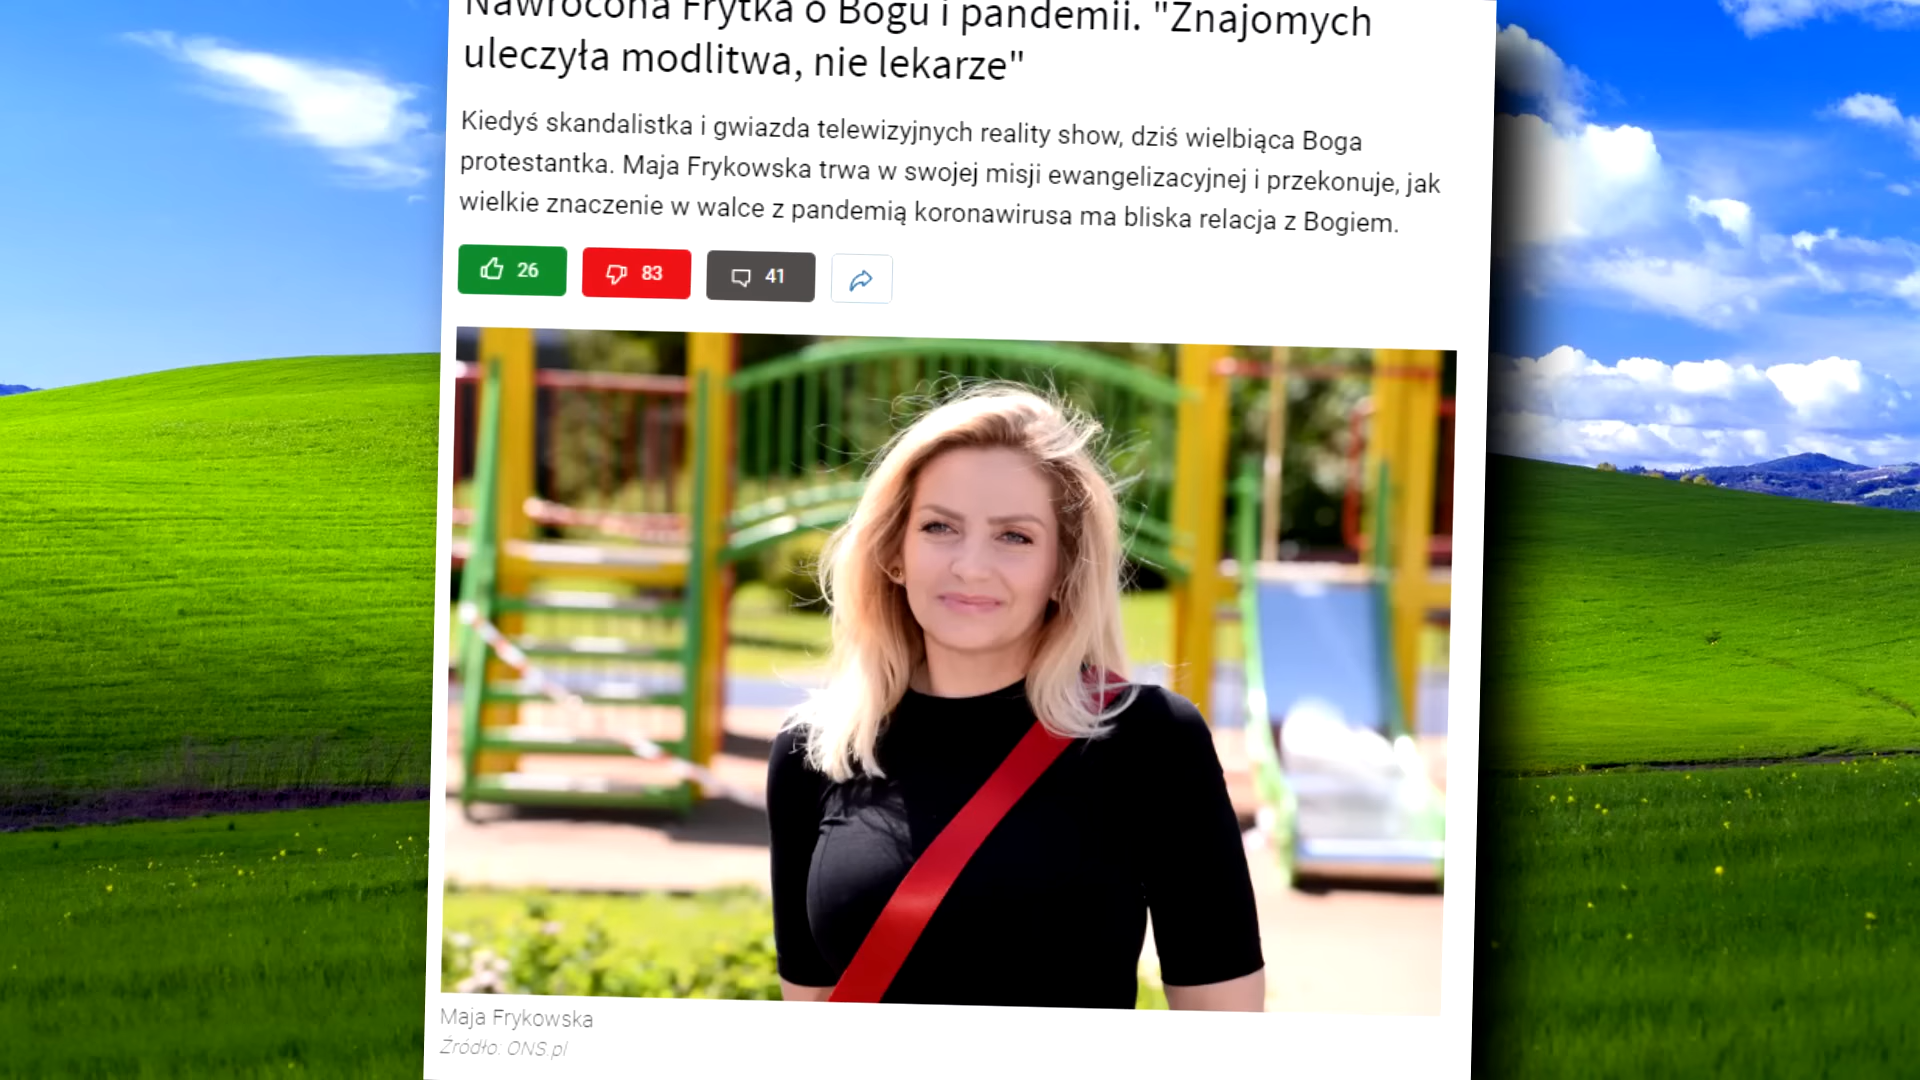 Nawrócona Frytka o Bogu i pandemii. "Znajomych
uleczyła modlitwa, nie lekarze"
Kiedyś skandalistka i gwiazda telewizyjnych reality show, dziś wielbiąca Boga
protestantka. Maja Frykowska trwa w swojej misji ewangelizacyjnej i przekonuje, jak
wielkie znaczenie w walce z pandemią koronawirusa ma bliska relacja z Bogiem.
26
83
41
Maja Frykowska
Źródło: ONS.pl